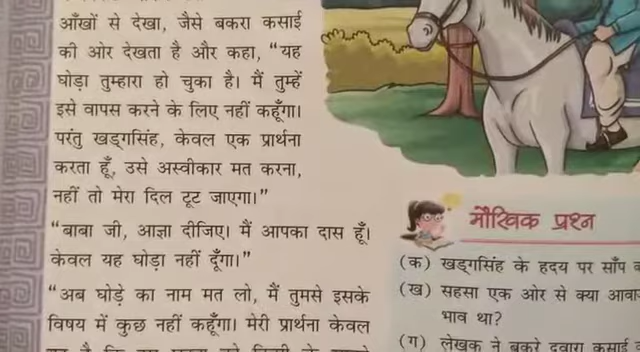 आँखों से देखा, जैसे बकरा कसाई
की ओर देखता है और कहा, “यह
घोड़ा तुम्हारा हो चुका है। मैं तुम्हें
इसे वापस करने के लिए नहीं कहूँगा।
परंतु खड्गसिंह, केवल एक प्रार्थना
करता हूँ, उसे अस्वीकार मत करना,
नहीं तो मेरा दिल टूट जाएगा।”
“बाबा जी, आज्ञा दीजिए। मैं आपका दास हूँ।
केवल यह घोड़ा नहीं दूँगा।”
“अब घोड़े का नाम मत लो, मैं तुमसे इसके
विषय में कुछ नहीं कहूँगा। मेरी प्रार्थना केवल
मौखिक प्रश्न
(क) खड्गसिंह के हृदय पर साँप
(ख) सहसा एक ओर से क्या
भाव था?
(ग) लेखक ने बकरे द्वारा कसाई